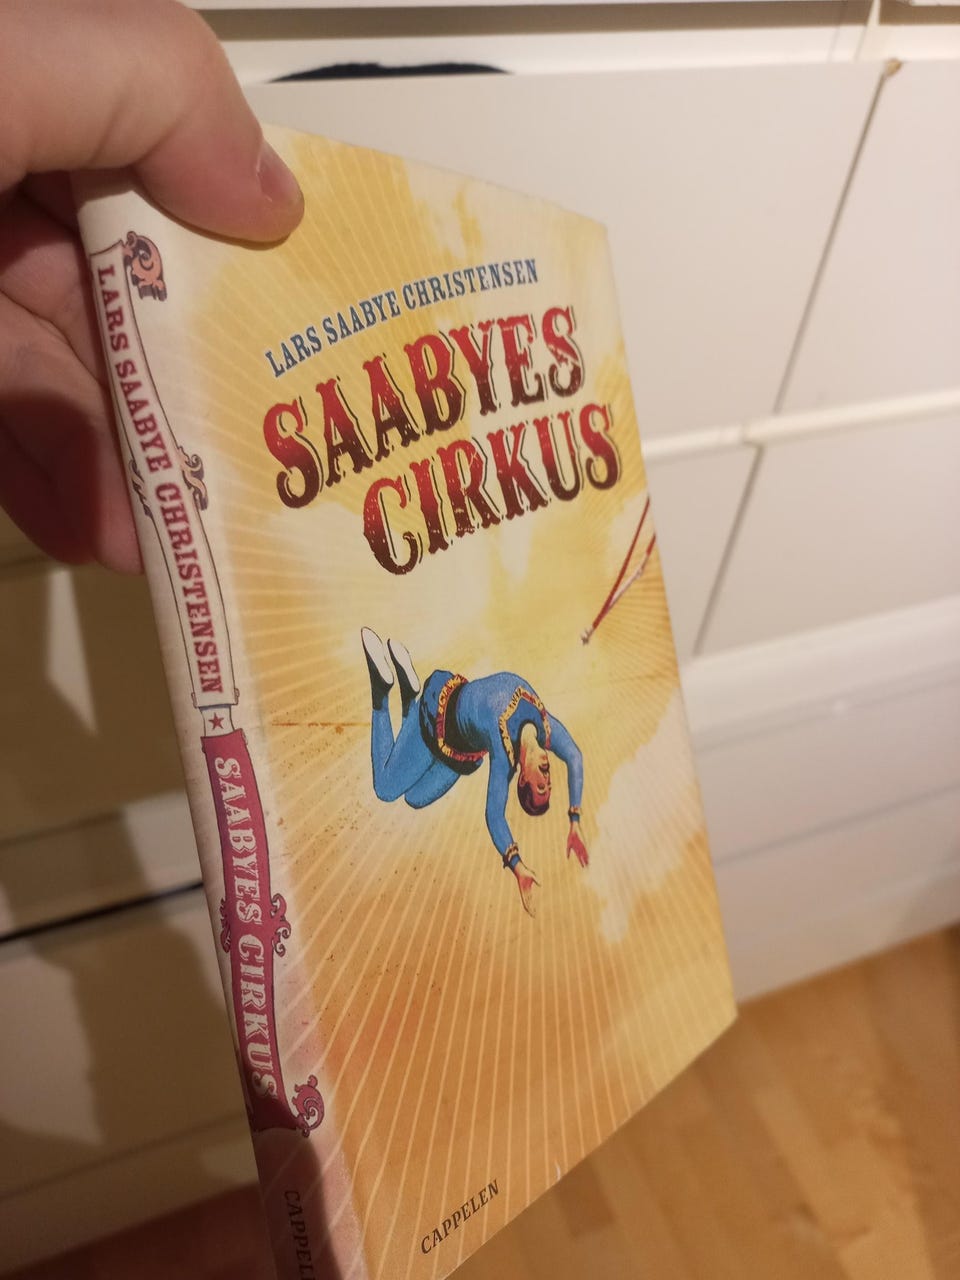 LARS SAABYE CHRISTENSEN
SAABYES
CIRKUS
CAPPELEN
LARS SAABYE CHRISTENSEN
SAABYES CIRKUS